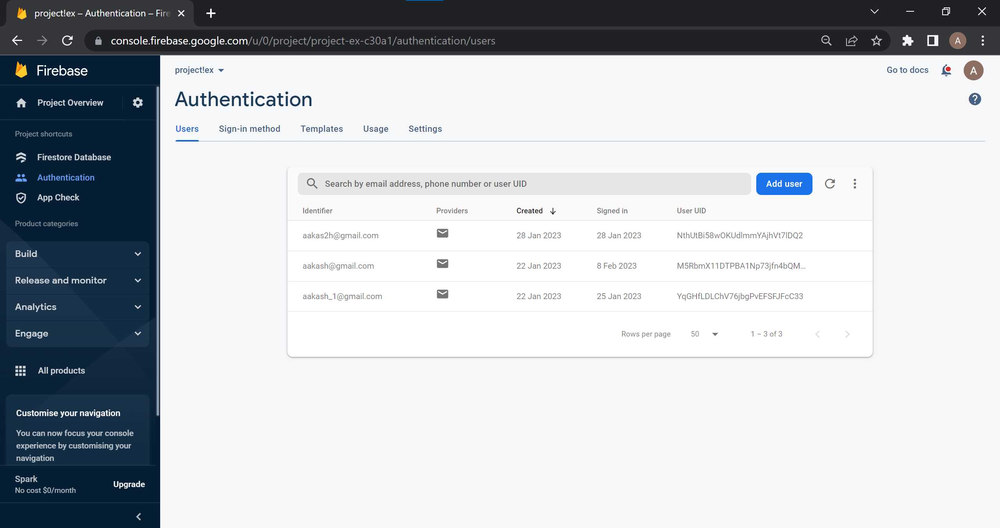 project!ex – Authentication – Fire
console.firebase.google.com/u/0/project/project-ex-c30a1/authentication/users
A
Firebase
Project Overview
Project shortcuts
Firestore Database
Authentication
App Check
Product categories
Build
Release and monitor
Analytics
Engage
All products
Customise your navigation
You can now focus your console
experience by customising your
navigation
Spark
No cost $0/month
Upgrade
project!ex
Go to docs
A
Authentication
?
Users Sign-in method Templates Usage Settings
Search by email address, phone number or user UID
Add user
Identifier Providers Created Signed in User UID
aakas2h@gmail.com 28 Jan 2023 28 Jan 2023 NthUtBi58wOKUdlmmYAjhVt7lDQ2
aakash@gmail.com 22 Jan 2023 8 Feb 2023 M5RbmX11DTPBA1Np73jfn4bQM...
aakash_1@gmail.com 22 Jan 2023 25 Jan 2023 YqGHfLDLChV76jbgPvEFSFJFcC33
Rows per page 50 1 – 3 of 3